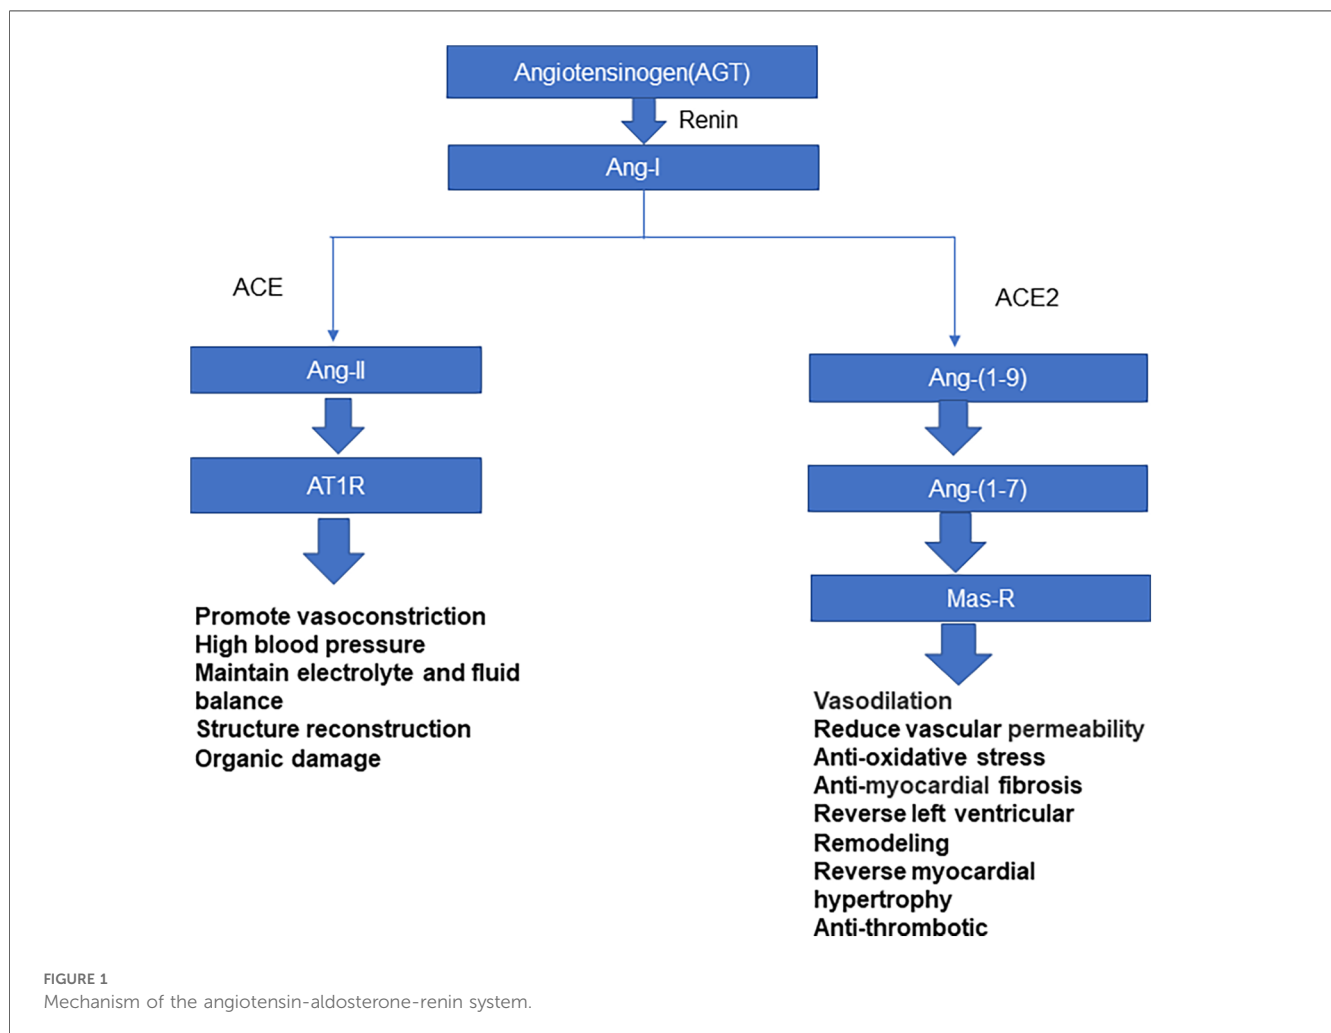 Angiotensinogen(AGT)
Renin
Ang-I
ACE
ACE2
Ang-II
AT1R
Promote vasoconstriction
High blood pressure
Maintain electrolyte and fluid
balance
Structure reconstruction
Organic damage
Ang-(1-9)
Ang-(1-7)
Mas-R
Vasodilation
Reduce vascular permeability
Anti-oxidative stress
Anti-myocardial fibrosis
Reverse left ventricular
Remodeling
Reverse myocardial
hypertrophy
Anti-thrombotic
FIGURE 1
Mechanism of the angiotensin-aldosterone-renin system.